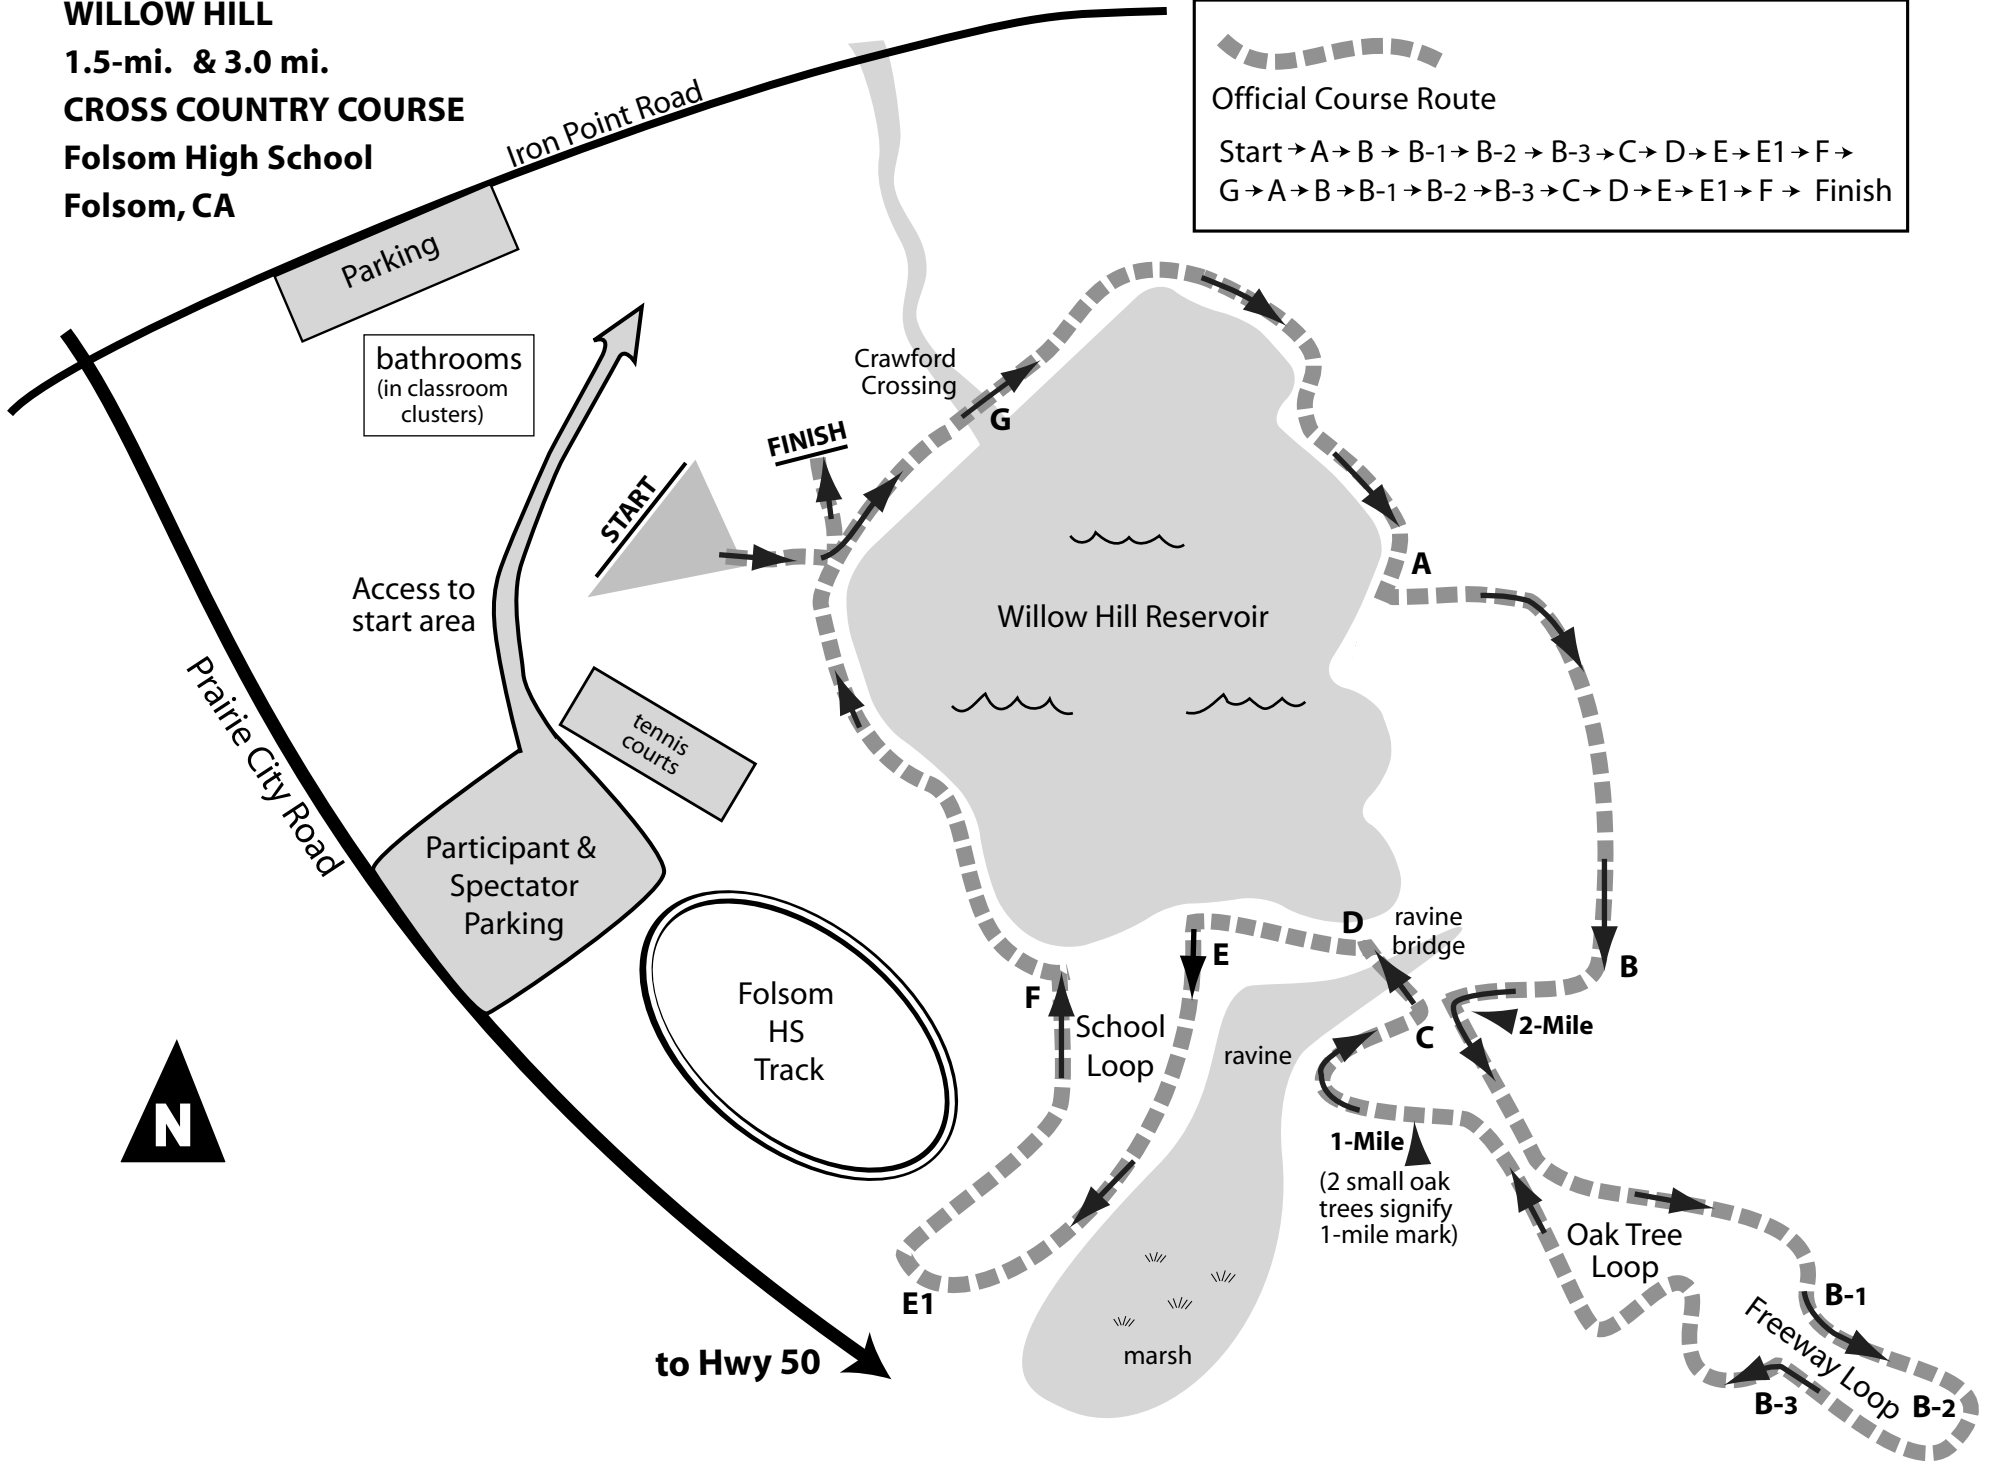 WILLOW HILL
1.5-mi. & 3.0 mi.
CROSS COUNTRY COURSE
Folsom High School
Folsom, CA
Official Course Route
Start → A → B → B-1 → B-2 → B-3 → C → D → E → E1 → F →
G → A → B → B-1 → B-2 → B-3 → C → D → E → E1 → F → Finish
Iron Point Road
Parking
bathrooms
(in classroom
clusters)
Crawford
Crossing
G
FINISH
START
A
Access to
start area
Willow Hill Reservoir
Prairie City Road
tennis
courts
Participant &
Spectator
Parking
D
ravine
bridge
E
B
F
Folsom
HS
Track
School
Loop
C
2-Mile
ravine
N
1-Mile
(2 small oak
trees signify
1-mile mark)
Oak Tree
Loop
E1
B-1
Freeway Loop
to Hwy 50
marsh
B-3
B-2